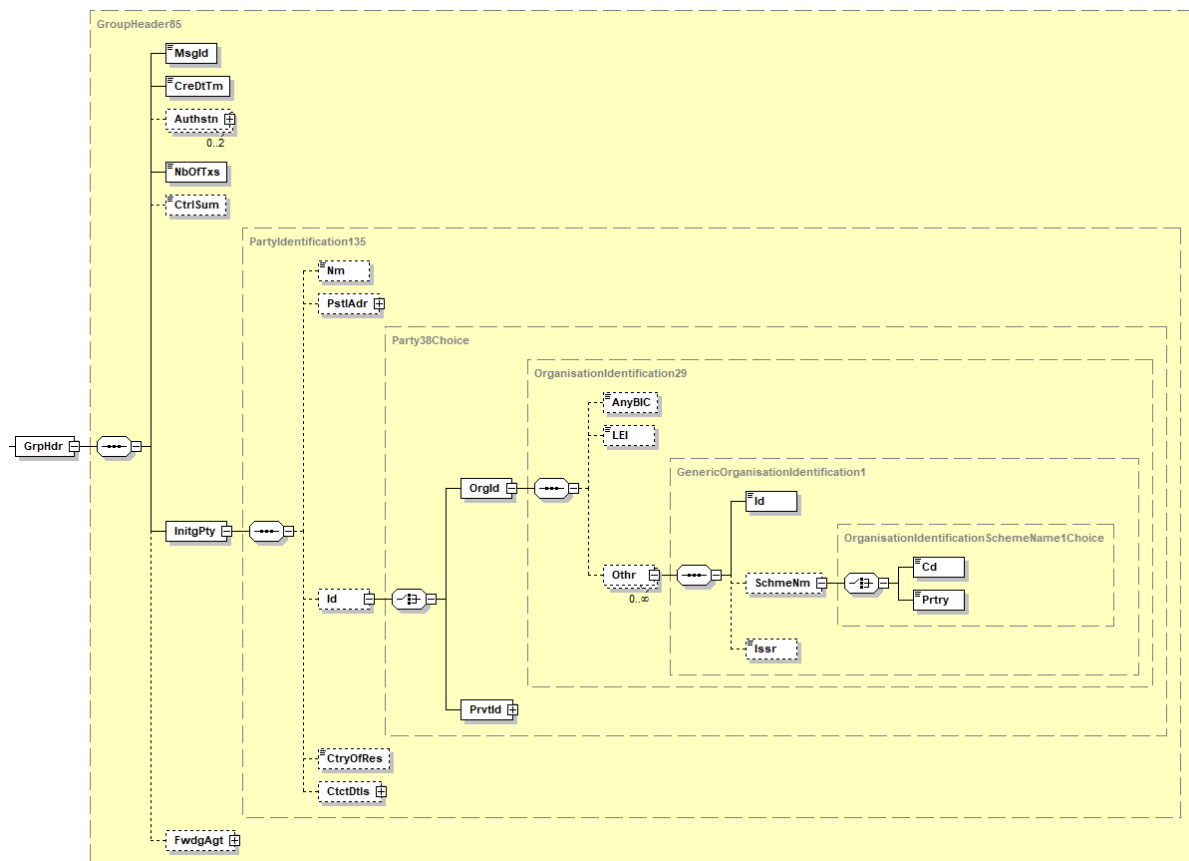 GroupHeader85
MsgId
CreDtTm
Authstn
0..2
NbOfTxs
CtrlSum
PartyIdentification135
Nm
PstlAdr
Party38Choice
OrganisationIdentification29
AnyBIC
LEI
GrpHdr
GenericOrganisationIdentification1
OrgId
Id
InitgPty
OrganisationIdentificationSchemeName1Choice
Cd
Othr
SchmeNm
0..∞
Id
Prtry
Issr
PrvtId
CtryOfRes
CtctDtls
FwdgAgt